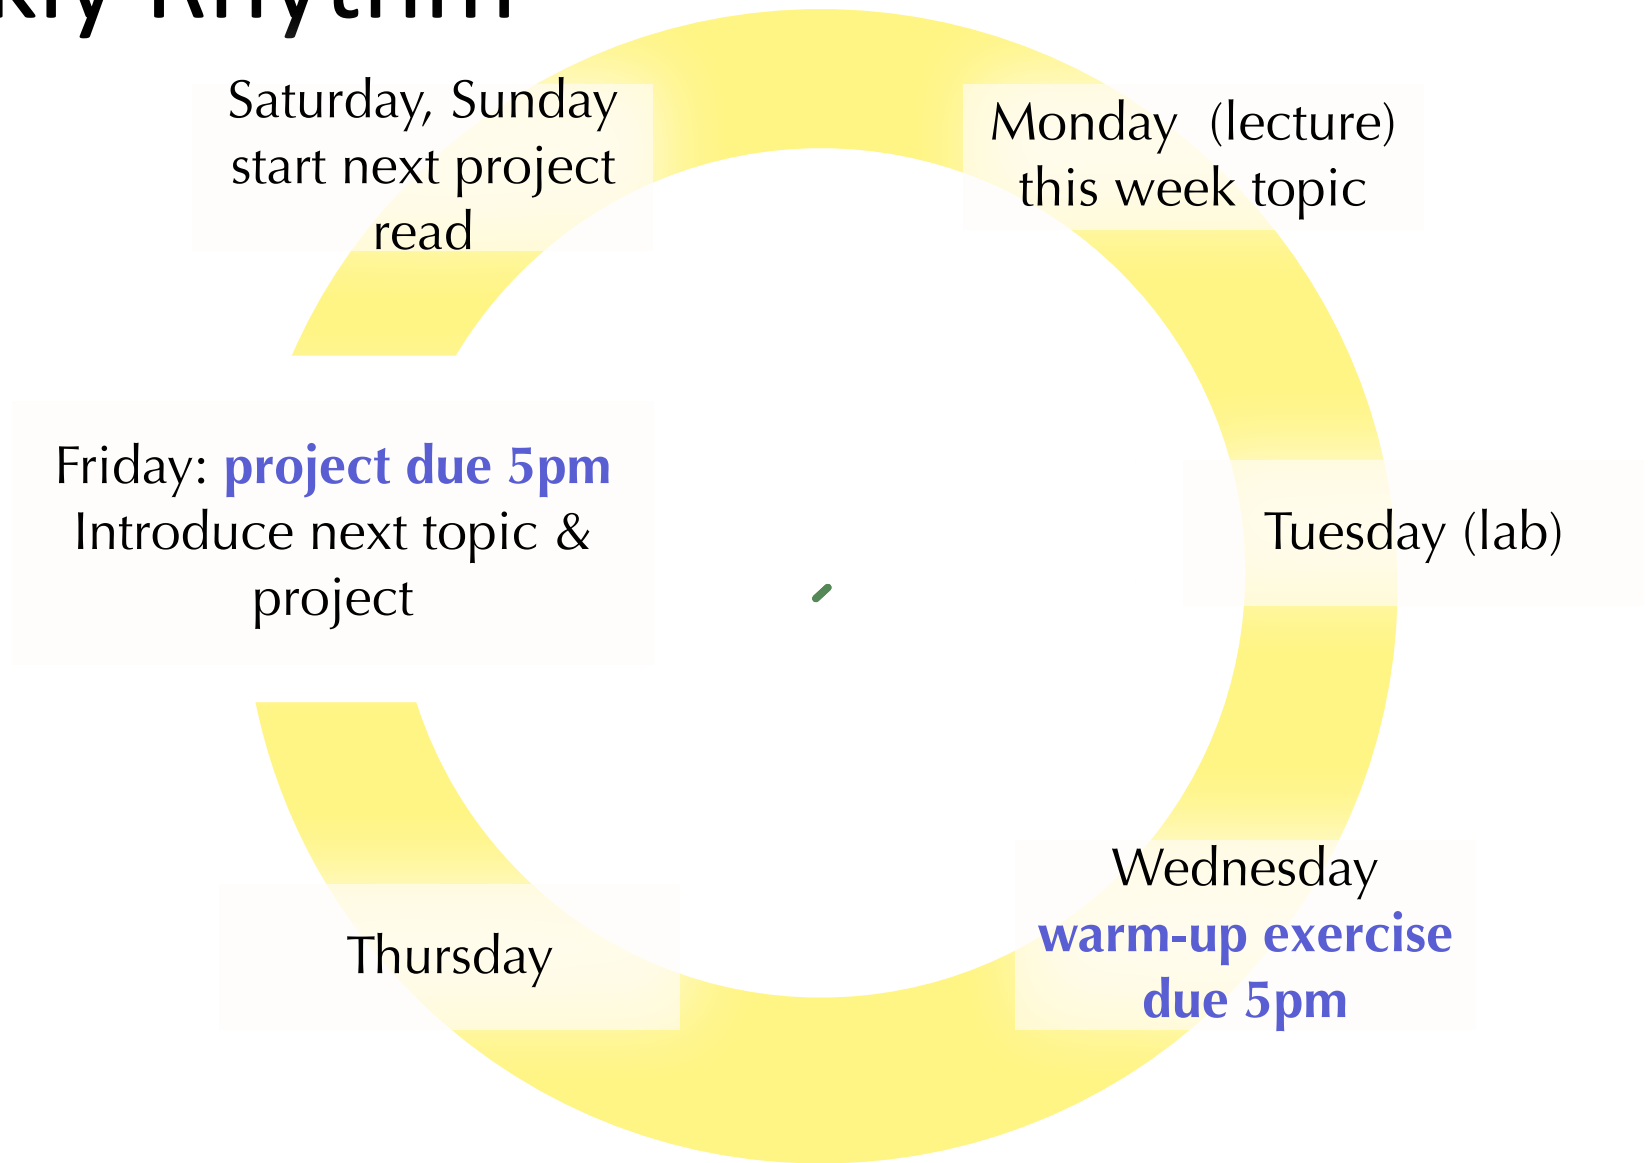 Rhythm
Saturday, Sunday
start next project
read
Monday (lecture)
this week topic
Friday: project due 5pm
Introduce next topic &
project
Tuesday (lab)
Wednesday
warm-up exercise
due 5pm
Thursday